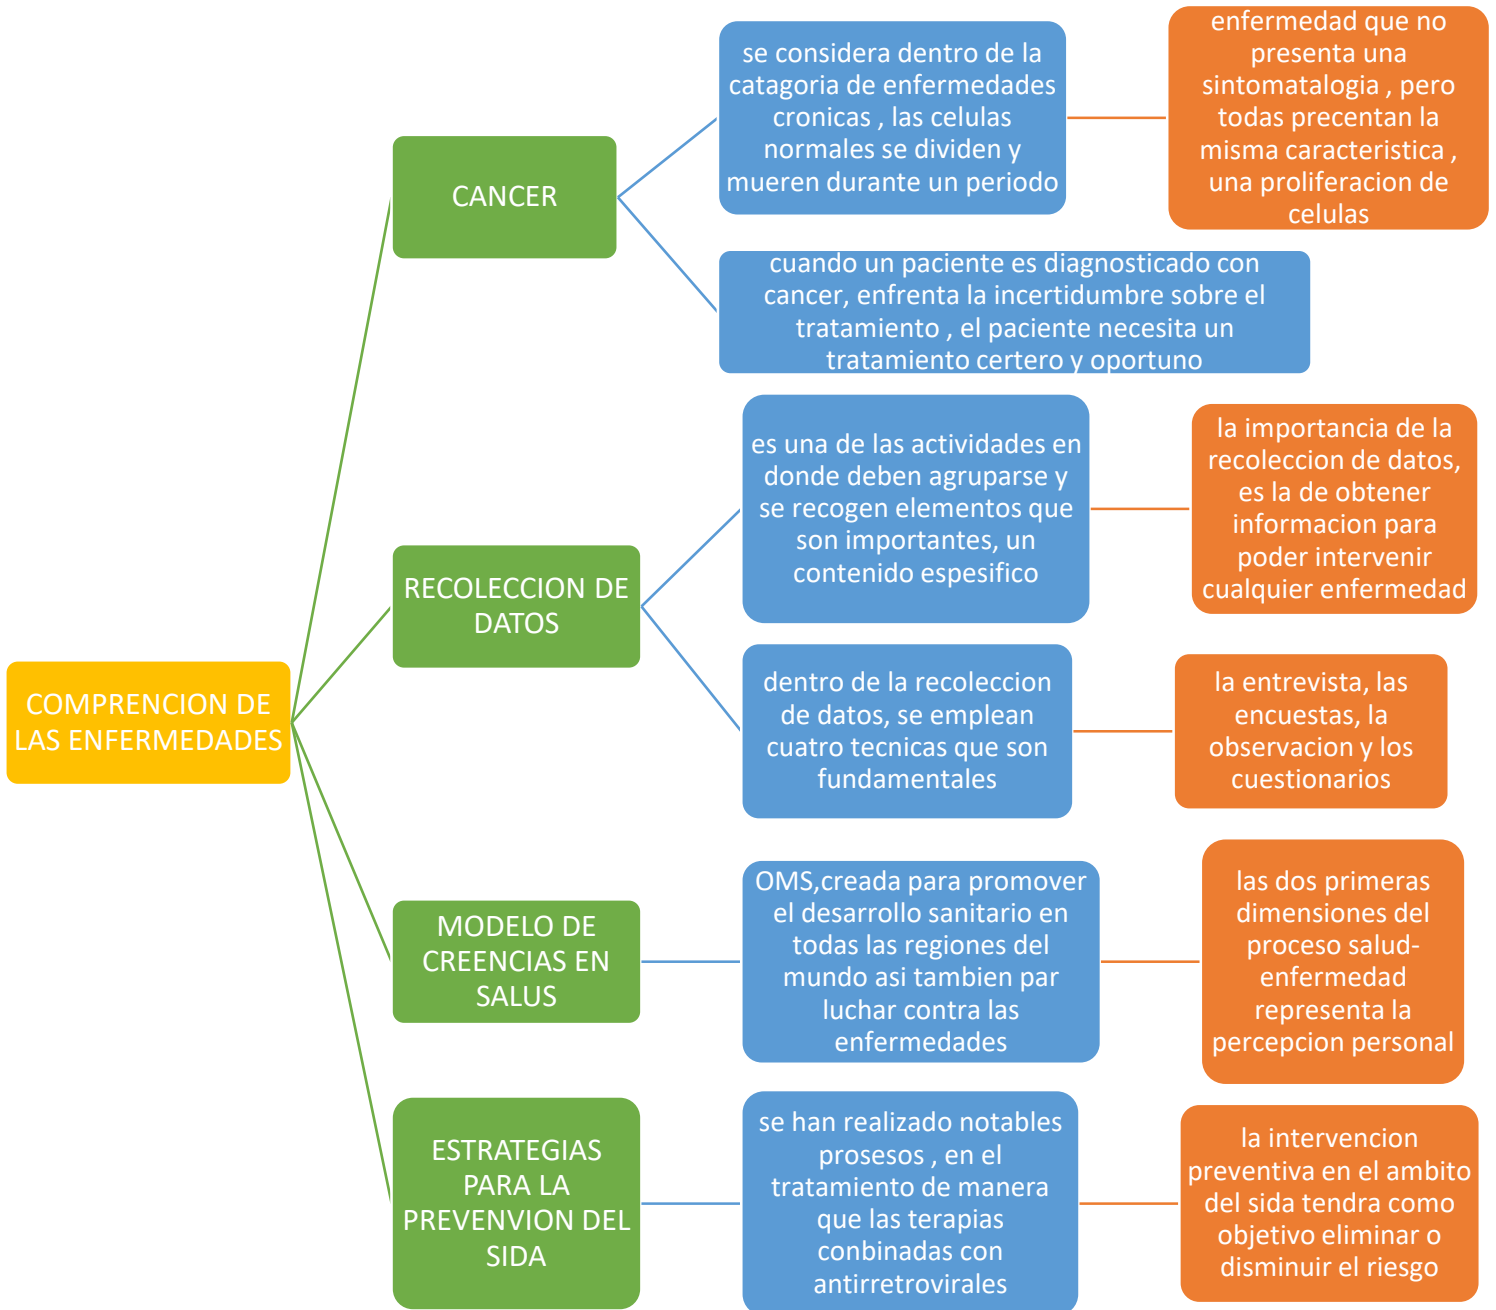 COMPRENCION DE
LAS ENFERMEDADES
CANCER
se considera dentro de la
catagoria de enfermedades
cronicas , las celulas
normales se dividen y
mueren durante un periodo
enfermedad que no
presenta una
sintomatalogia , pero
todas precentan la
misma caracteristica ,
una proliferacion de
celulas
cuando un paciente es diagnosticado con
cancer, enfrenta la incertidumbre sobre el
tratamiento , el paciente necesita un
tratamiento certero y oportuno
RECOLECCION DE
DATOS
es una de las actividades en
donde deben agruparse y
se recogen elementos que
son importantes, un
contenido espesifico
la importancia de la
recoleccion de datos,
es la de obtener
informacion para
poder intervenir
cualquier enfermedad
dentro de la recoleccion
de datos, se emplean
cuatro tecnicas que son
fundamentales
la entrevista, las
encuestas, la
observacion y los
cuestionarios
MODELO DE
CREENCIAS EN
SALUS
OMS,creada para promover
el desarrollo sanitario en
todas las regiones del
mundo asi tambien par
luchar contra las
enfermedades
las dos primeras
dimensiones del
proceso salud-
enfermedad
representa la
percepcion personal
ESTRATEGIAS
PARA LA
PREVENVION DEL
SIDA
se han realizado notables
prosesos , en el
tratamiento de manera
que las terapias
conbinadas con
antirretrovirales
la intervencion
preventiva en el ambito
del sida tendra como
objetivo eliminar o
disminuir el riesgo